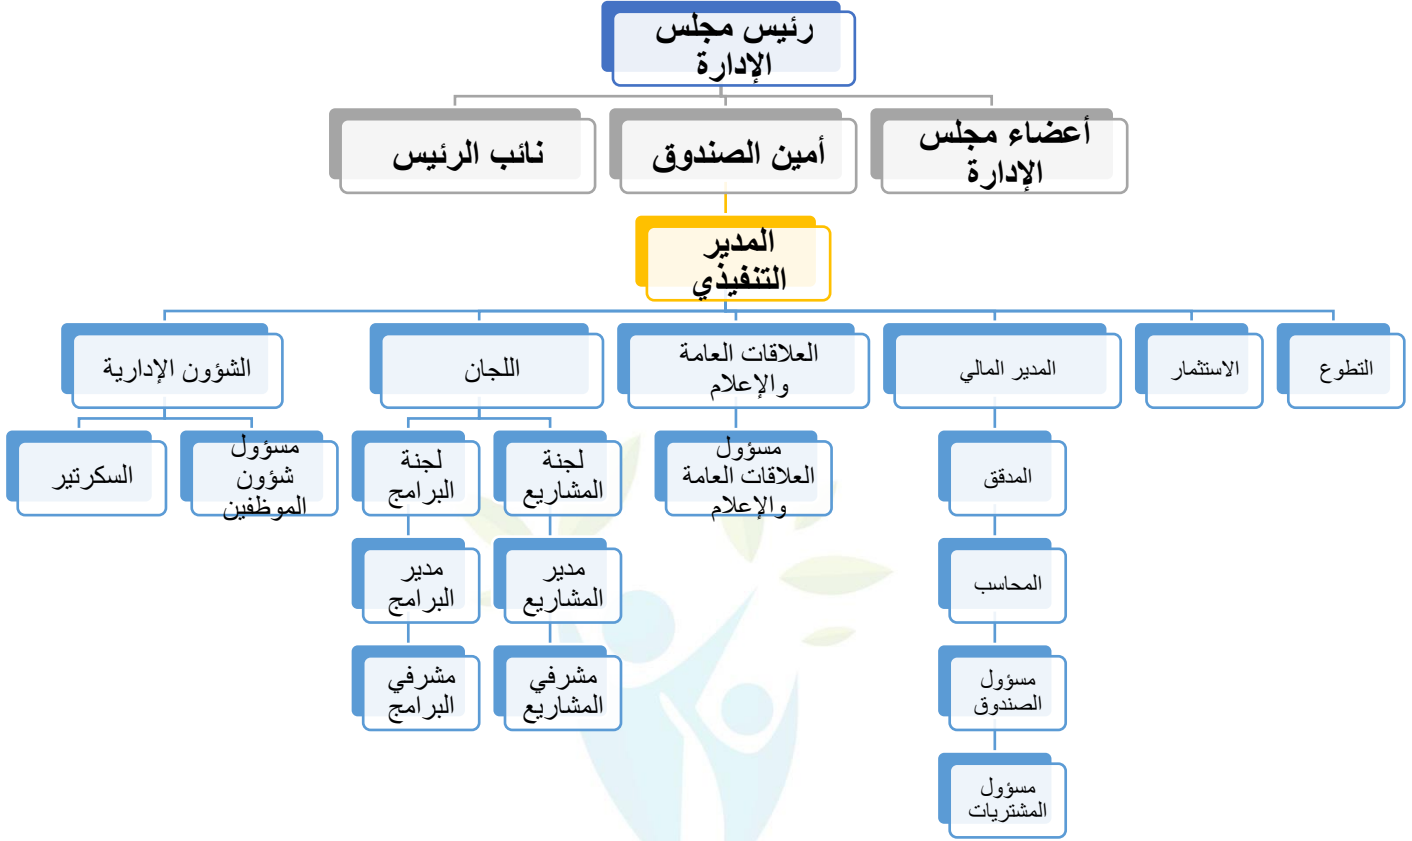 رئيس مجلس
الإدارة
أعضاء مجلس
الإدارة
أمين الصندوق
نائب الرئيس
المدير
التنفيذي
التطوع
الاستثمار
المدير المالي
العلاقات العامة
والإعلام
اللجان
الشؤون الإدارية
المدقق
مسؤول
العلاقات العامة
والإعلام
لجنة
المشاريع
لجنة
البرامج
مسؤول
شؤون
الموظفين
السكرتير
المحاسب
مدير
المشاريع
مدير
البرامج
مسؤول
الصندوق
مشرفي
المشاريع
مشرفي
البرامج
مسؤول
المشتريات